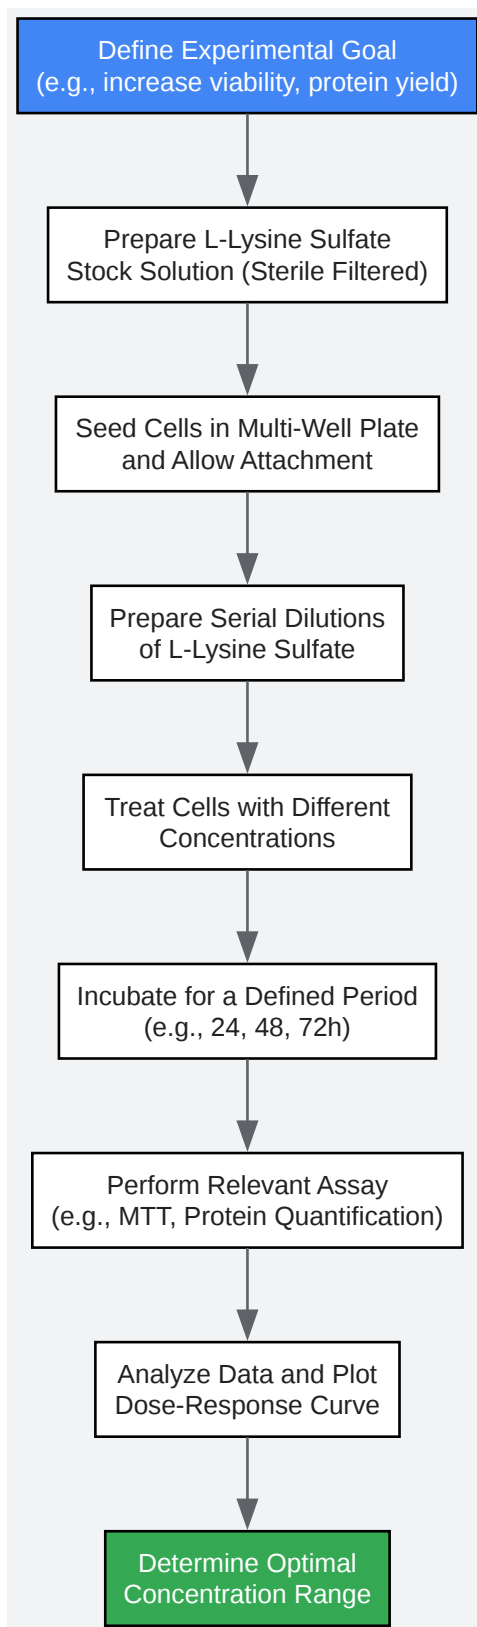 Define Experimental Goal
(e.g., increase viability, protein yield)
Prepare L-Lysine Sulfate
Stock Solution (Sterile Filtered)
Seed Cells in Multi-Well Plate
and Allow Attachment
Prepare Serial Dilutions
of L-Lysine Sulfate
Treat Cells with Different
Concentrations
Incubate for a Defined Period
(e.g., 24, 48, 72h)
Perform Relevant Assay
(e.g., MTT, Protein Quantification)
Analyze Data and Plot
Dose-Response Curve
Determine Optimal
Concentration Range